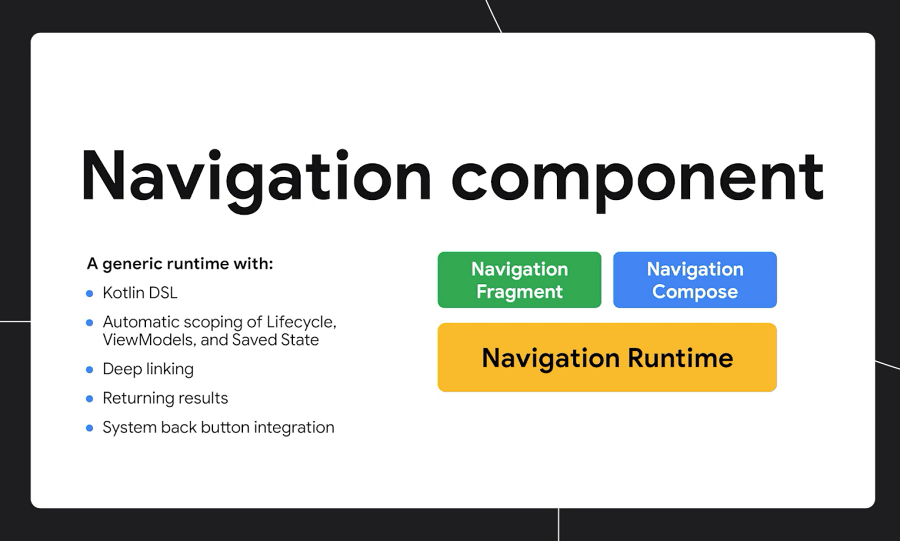 Navigation component
A generic runtime with:
Kotlin DSL
Automatic scoping of Lifecycle,
ViewModels, and Saved State
Deep linking
Returning results
System back button integration
Navigation
Fragment
Navigation
Compose
Navigation Runtime